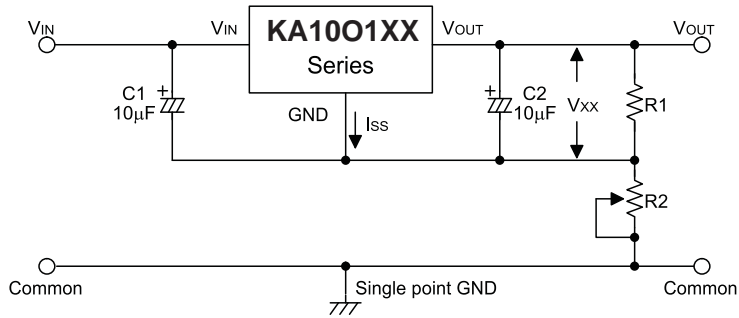 VIN VIN KA10O1XX VOUT VOUT
Series
C1
10μF
GND
ISS
C2
10μF
VXX
R1
R2
Common
Single point GND
Common